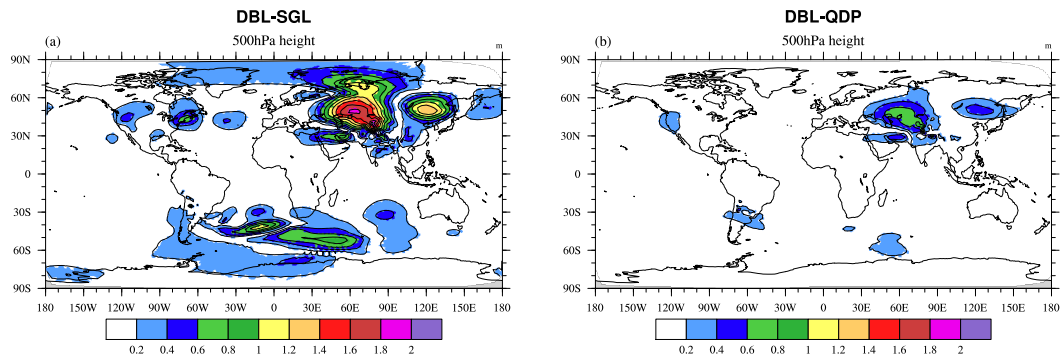 DBL-SGL
(a)
500hPa height
m
90N
60N
30N
0
30S
60S
90S
180 150W 120W 90W 60W 30W 0 30E 60E 90E 120E 150E 180
0.2 0.4 0.6 0.8 1 1.2 1.4 1.6 1.8 2
DBL-QDP
(b)
500hPa height
m
90N
60N
30N
0
30S
60S
90S
180 150W 120W 90W 60W 30W 0 30E 60E 90E 120E 150E 180
0.2 0.4 0.6 0.8 1 1.2 1.4 1.6 1.8 2